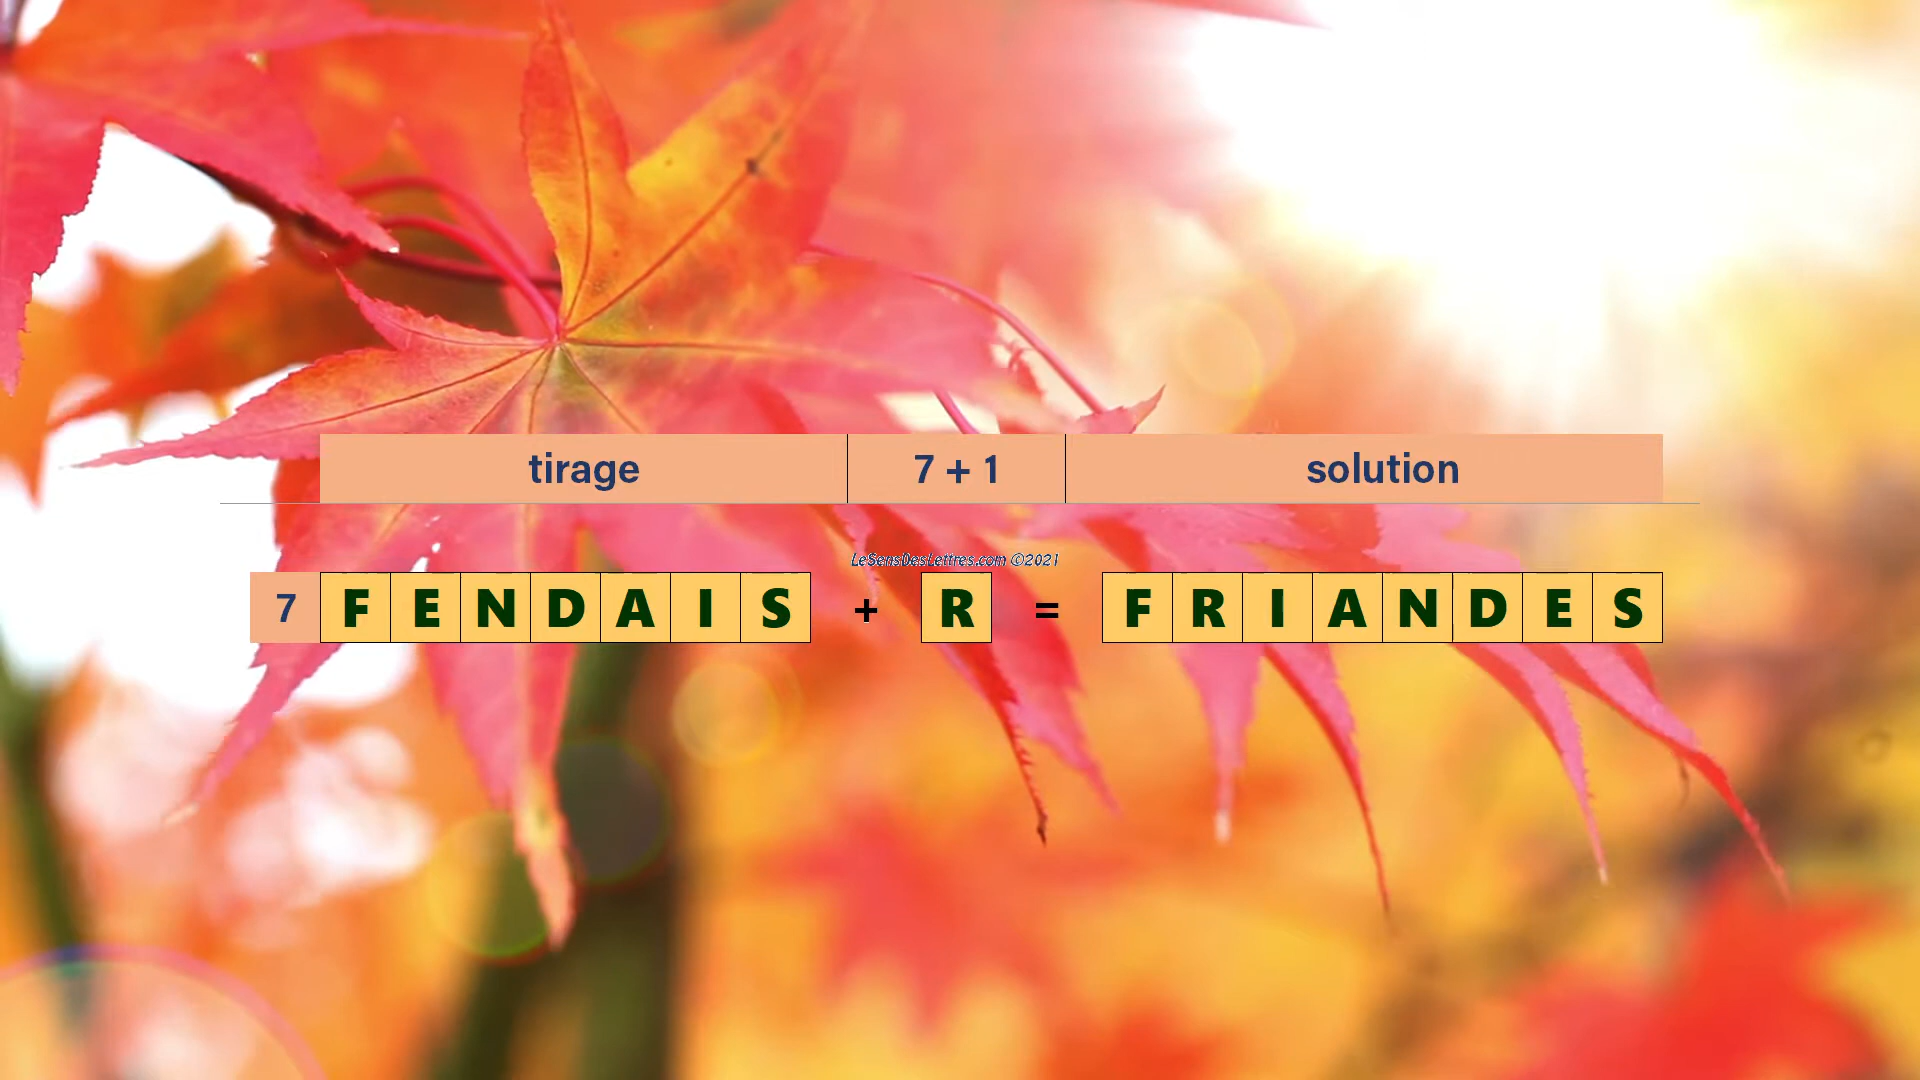 tirage 7 + 1 solution
LeSensDesLettres.com ©2021
7 F E N D A I S + R = F R I A N D E S